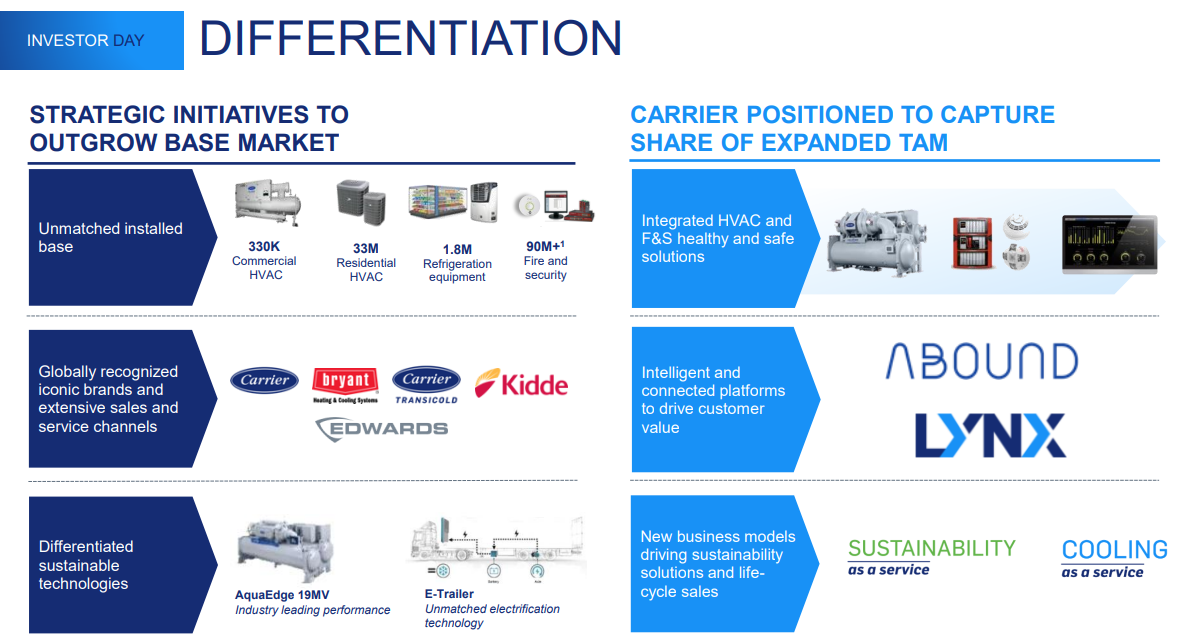 INVESTOR DAY
DIFFERENTIATION
STRATEGIC INITIATIVES TO
OUTGROW BASE MARKET
Unmatched installed
base
330K
Commercial
HVAC
33M
Residential
HVAC
1.8M
Refrigeration
equipment
90M+¹
Fire and
security
Globally recognized
iconic brands and
extensive sales and
service channels
Carrier
bryant
Heating & Cooling Systems
Carrier
TRANSICOLD
Kidde
EDWARDS
Differentiated
sustainable
technologies
AquaEdge 19MV
Industry leading performance
E-Trailer
Unmatched electrification
technology
CARRIER POSITIONED TO CAPTURE
SHARE OF EXPANDED TAM
Integrated HVAC and
F&S healthy and safe
solutions
Intelligent and
connected platforms
to drive customer
value
ABOUND
LYNX
New business models
driving sustainability
solutions and life-
cycle sales
SUSTAINABILITY
as a service
COOLING
as a service